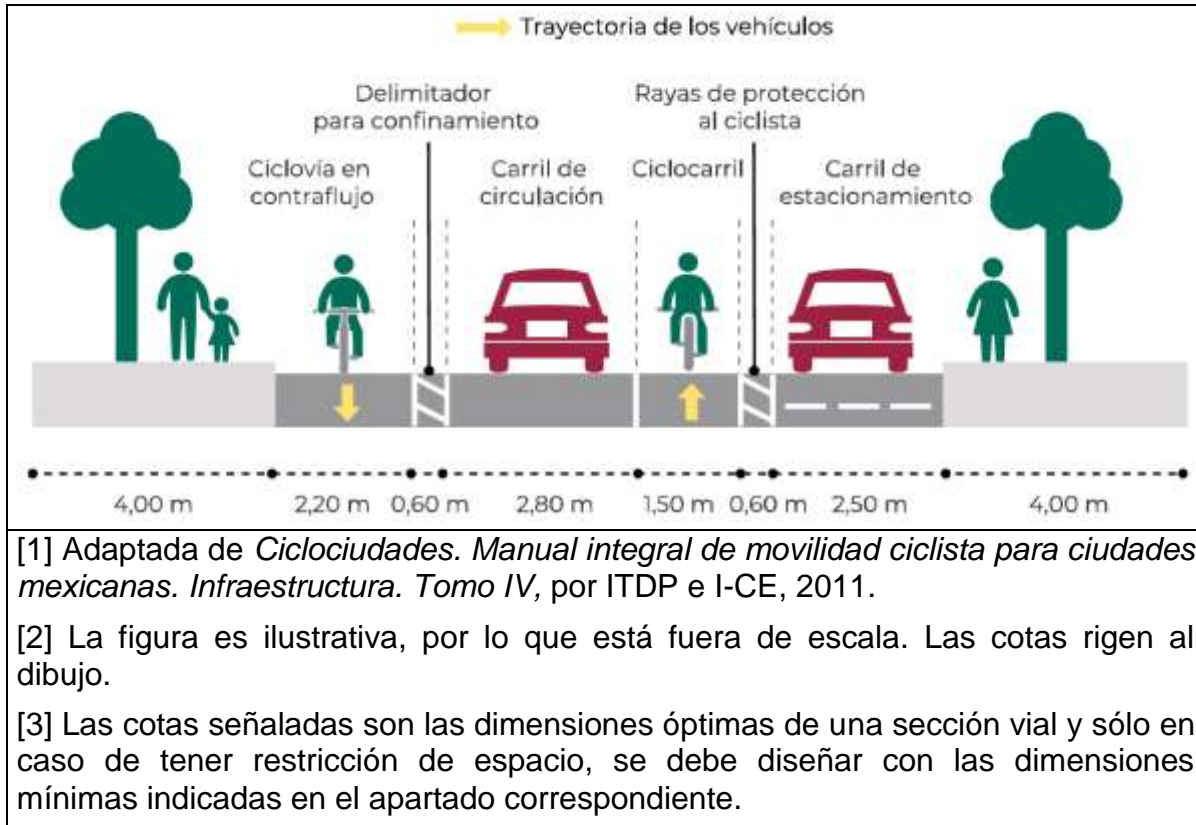 Trayectoria de los vehículos
Delimitador
para confinamiento
Rayas de protección
al ciclista
Ciclovía en
contraflujo
Carril de
circulación
Ciclocarril
Carril de
estacionamiento
4,00 m 2,20 m 0,60 m 2,80 m 1,50 m 0,60 m 2,50 m 4,00 m
[1] Adaptada de Ciclociudades. Manual integral de movilidad ciclista para ciudades
mexicanas. Infraestructura. Tomo IV, por ITDP e I-CE, 2011.
[2] La figura es ilustrativa, por lo que está fuera de escala. Las cotas rigen al
dibujo.
[3] Las cotas señaladas son las dimensiones óptimas de una sección vial y sólo en
caso de tener restricción de espacio, se debe diseñar con las dimensiones
mínimas indicadas en el apartado correspondiente.